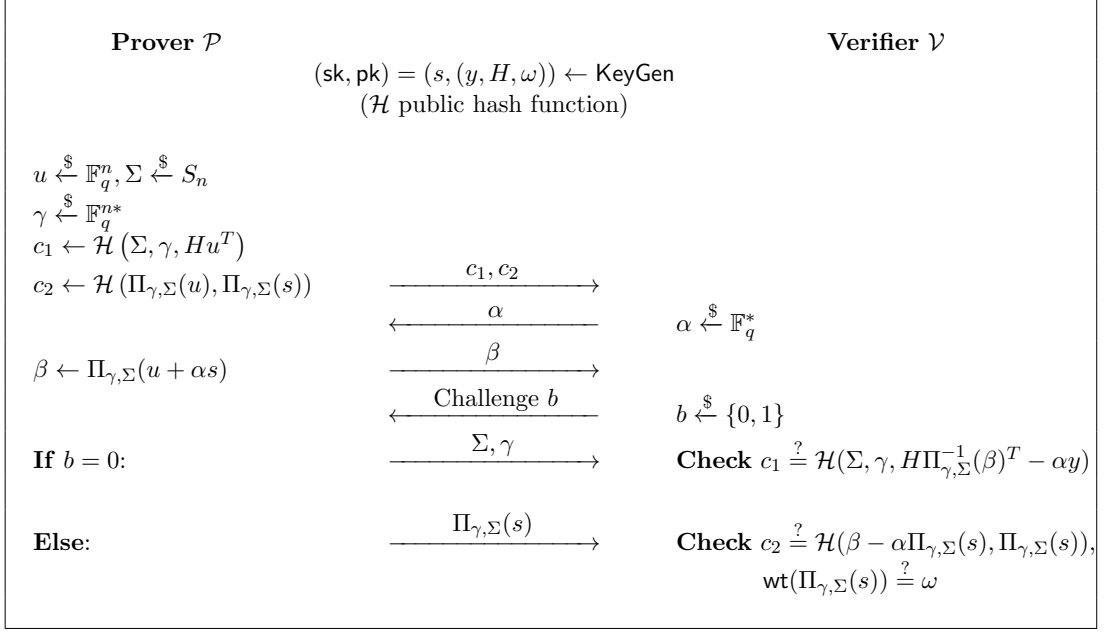 Prover 𝒫 Verifier 𝒱
(sk, pk) = (s, (y, H, ω)) ← KeyGen
(ℋ public hash function)
u ←$ 𝔽_q^n, Σ ←$ S_n
γ ←$ 𝔽_q^{n*}
c_1 ← ℋ (Σ, γ, Hu^T)
c_2 ← ℋ (Π_{γ,Σ}(u), Π_{γ,Σ}(s)) c_1, c_2
α α ←$ 𝔽_q^*
β ← Π_{γ,Σ}(u + αs) β
Challenge b b ←$ {0, 1}
If b = 0: Σ, γ Check c_1 =? ℋ(Σ, γ, HΠ_{γ,Σ}^{-1}(β)^T − αy)
Else: Π_{γ,Σ}(s) Check c_2 =? ℋ(β − αΠ_{γ,Σ}(s), Π_{γ,Σ}(s)),
wt(Π_{γ,Σ}(s)) =? ω